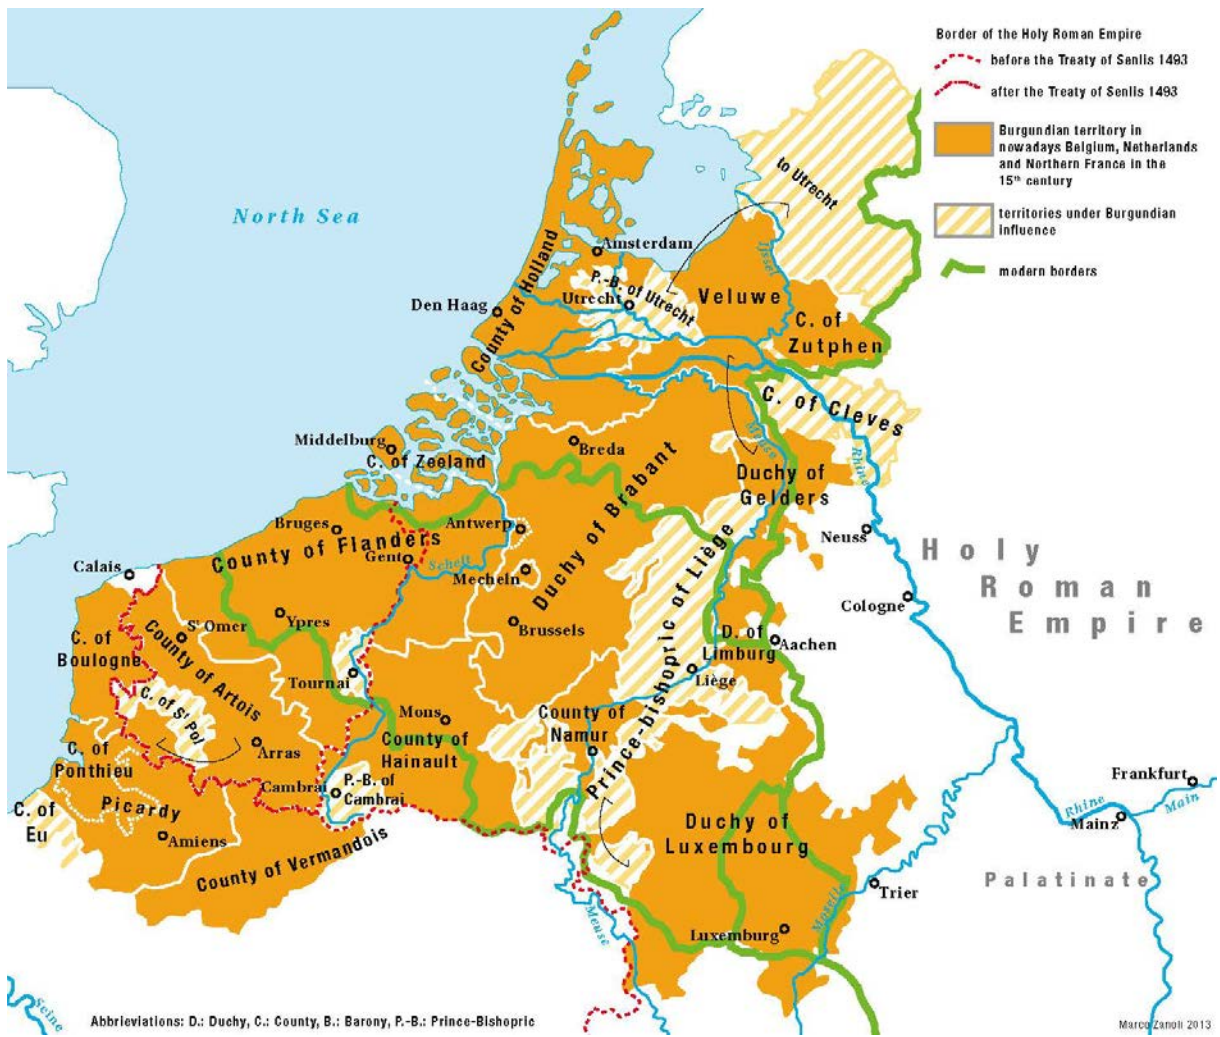 Border of the Holy Roman Empire
before the Treaty of Senlis 1493
after the Treaty of Senlis 1493
Burgundian territory in
nowadays Belgium, Netherlands
and Northern France in the
15th century
territories under Burgundian
influence
modern borders
North Sea
to Utrecht
Ijssel
Amsterdam
County of Holland
P.-B. of Utrecht
Utrecht
Veluwe
Den Haag
C. of
Zutphen
C. of Cleves
Rhine
Meuse
Middelburg
C. of Zeeland
Breda
Duchy of Brabant
Duchy of
Gelders
Bruges
County of Flanders
Antwerp
Gent
Schelt
Mecheln
Neuss
Holy
Roman
Empire
Calais
Cologne
Ypres
Brussels
Prince-bishopric of Liège
St Omer
C. of
Boulogne
County of Artois
D. of
Limburg
Aachen
Liège
Tournai
C. of St Pol
Mons
County of
Hainault
County of
Namur
Arras
C. of
Ponthieu
Cambrai
P.-B. of
Cambrai
Picardy
C. of
Eu
Amiens
County of Vermandois
Duchy of
Luxembourg
Frankfurt
Rhine
Main
Mainz
Palatinate
Trier
Moselle
Luxemburg
Meuse
Seine
Abbrieviations: D.: Duchy, C.: County, B.: Barony, P.-B.: Prince-Bishopric
Marco Zanoli 2013